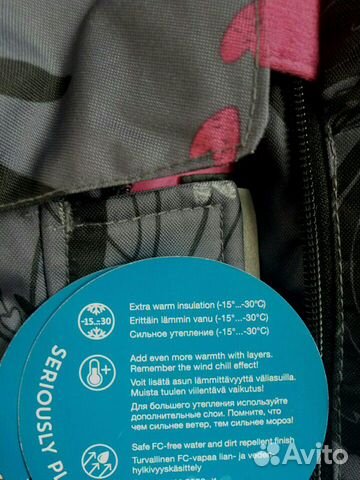 -15...-30
Extra warm insulation (-15°...-30°C)
Erittäin lämmin vanu (-15°...-30°C)
Сильное утепление (-15°...-30°C)
SERIOUSLY
Add even more warmth with layers.
Remember the wind chill effect!
Voit lisätä asun lämmittävyyttä väliasuilla.
Muista tuulen viilentävä vaikutus!
Для большего утепления используйте
дополнительные слои. Помните, что
чем сильнее ветер, тем сильнее мороз!
Safe FC-free water and dirt repellent finish
Turvallinen FC-vapaa lian- ja veden-
hylkivyyskäsittely
Avito